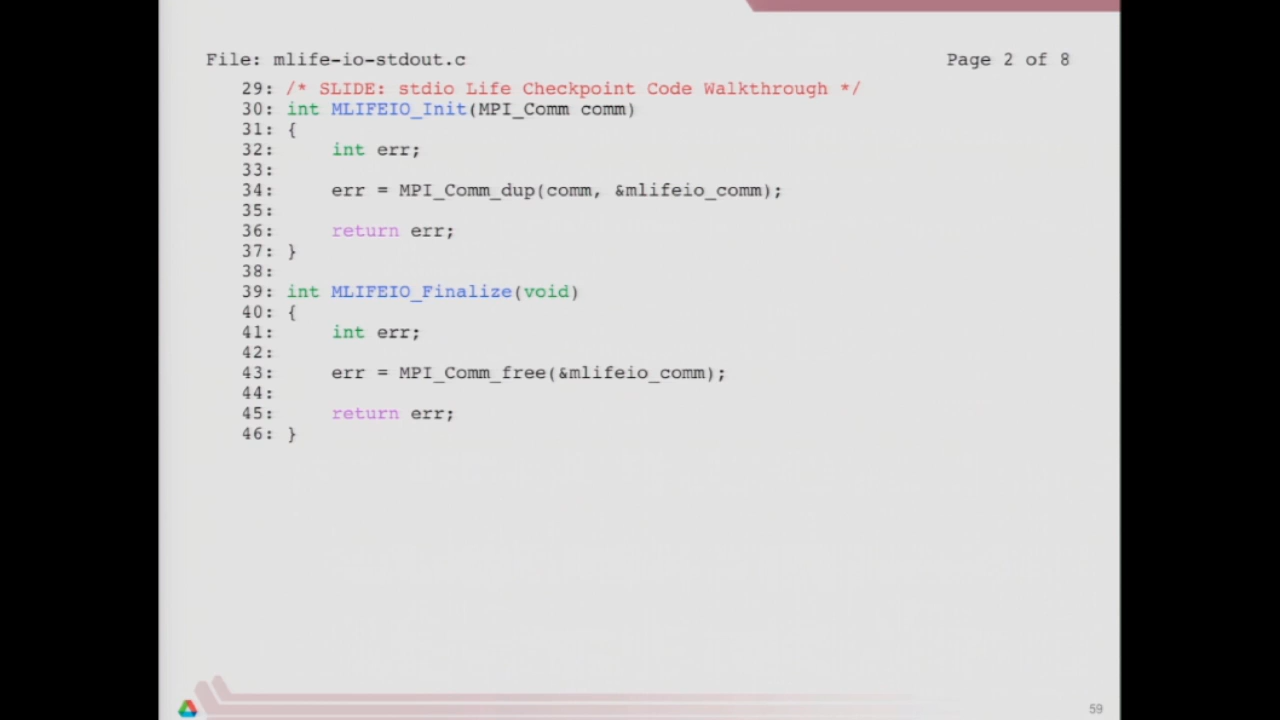 File: mlife-io-stdout.c Page 2 of 8
29: /* SLIDE: stdio Life Checkpoint Code Walkthrough */
30: int MLIFEIO_Init(MPI_Comm comm)
31: {
32:     int err;
33:
34:     err = MPI_Comm_dup(comm, &mlifeio_comm);
35:
36:     return err;
37: }
38:
39: int MLIFEIO_Finalize(void)
40: {
41:     int err;
42:
43:     err = MPI_Comm_free(&mlifeio_comm);
44:
45:     return err;
46: }
59